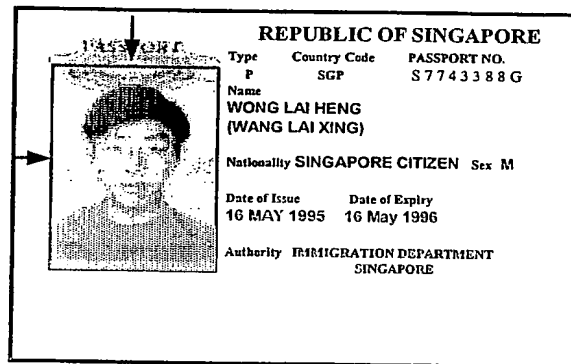 PASSPORT
REPUBLIC OF SINGAPORE
Type Country Code PASSPORT NO.
P SGP S7743388G
Name
WONG LAI HENG
(WANG LAI XING)
Nationality SINGAPORE CITIZEN Sex M
Date of Issue Date of Expiry
16 MAY 1995 16 May 1996
Authority IMMIGRATION DEPARTMENT
SINGAPORE